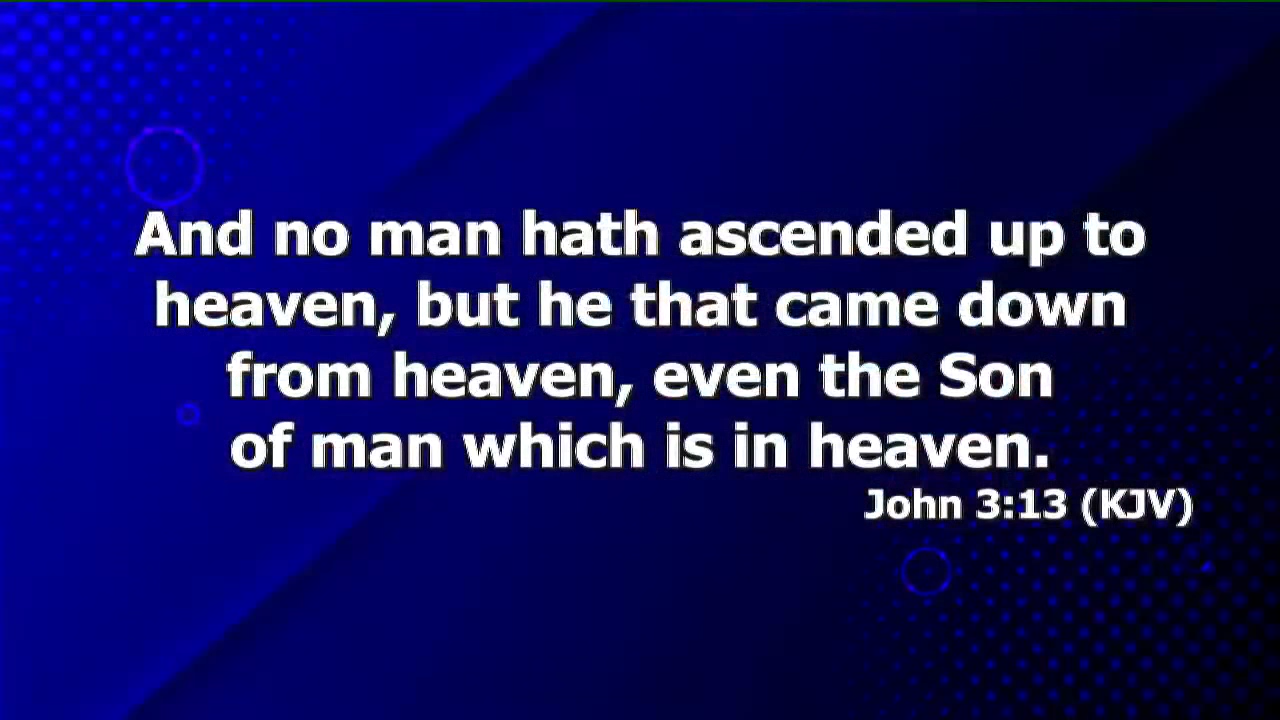 And no man hath ascended up to
heaven, but he that came down
from heaven, even the Son
of man which is in heaven.
John 3:13 (KJV)